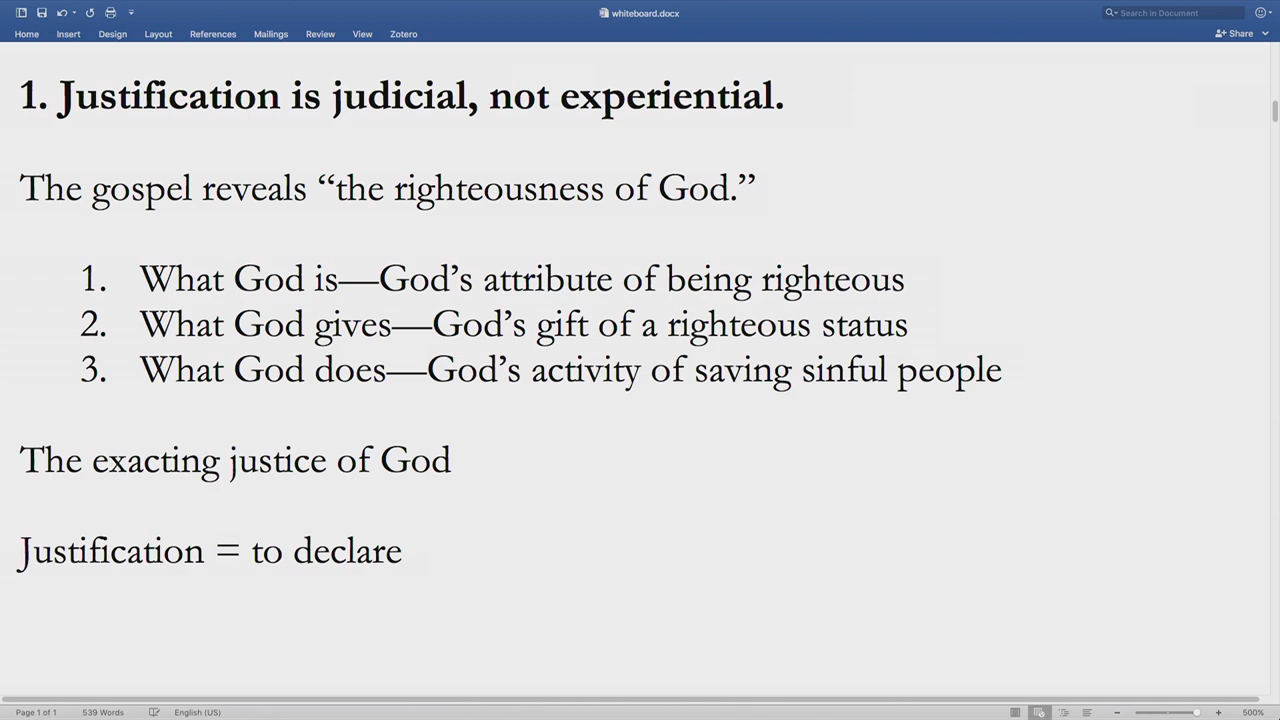 whiteboard.docx
Search in Document
Home Insert Design Layout References Mailings Review View Zotero
Share
1. Justification is judicial, not experiential.
The gospel reveals “the righteousness of God.”
1. What God is—God’s attribute of being righteous
2. What God gives—God’s gift of a righteous status
3. What God does—God’s activity of saving sinful people
The exacting justice of God
Justification = to declare
Page 1 of 1 539 Words English (US) 500%